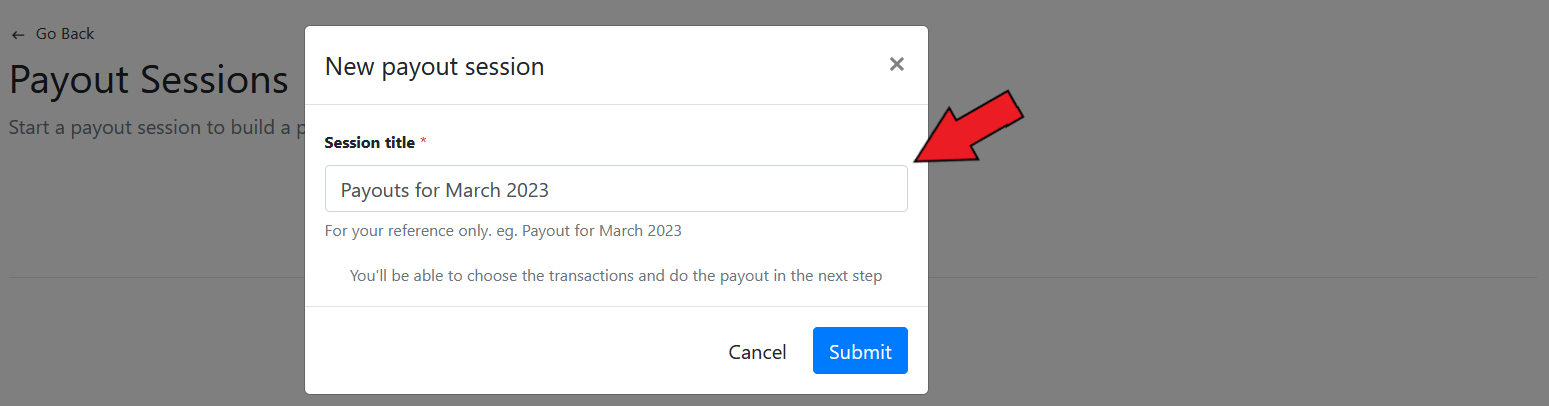 ← Go Back
Payout Sessions
Start a payout session to build a
New payout session ×
Session title *
Payouts for March 2023
For your reference only. eg. Payout for March 2023
You'll be able to choose the transactions and do the payout in the next step
Cancel Submit